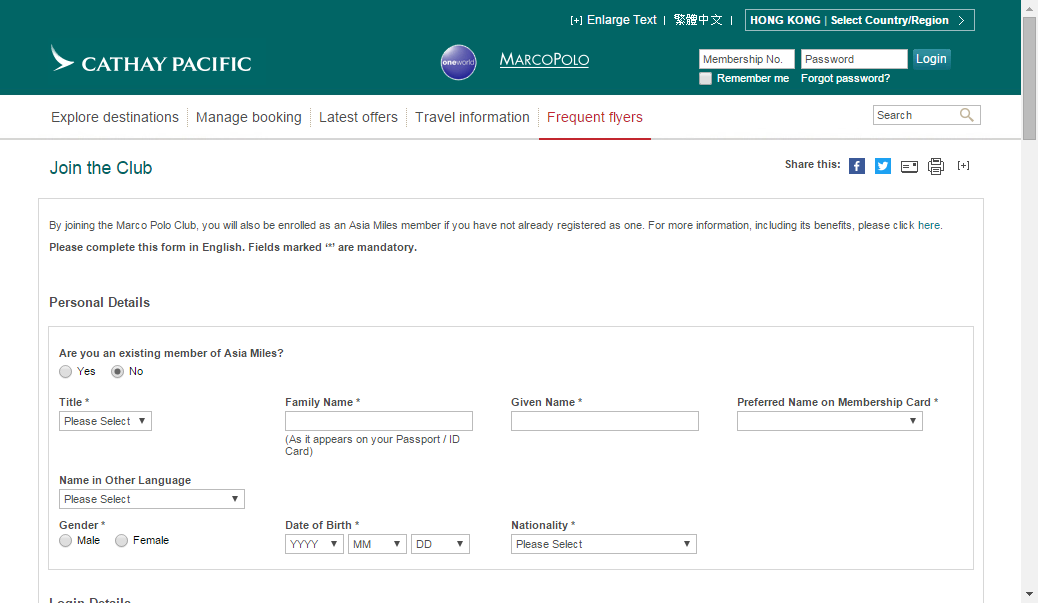 [+] Enlarge Text | 繁體中文 | HONG KONG | Select Country/Region
CATHAY PACIFIC
oneworld
MARCOPOLO
Membership No. Password Login
Remember me Forgot password?
Explore destinations Manage booking Latest offers Travel information Frequent flyers Search
Join the Club
Share this: f [+]
By joining the Marco Polo Club, you will also be enrolled as an Asia Miles member if you have not already registered as one. For more information, including its benefits, please click here.
Please complete this form in English. Fields marked ‘*’ are mandatory.
Personal Details
Are you an existing member of Asia Miles?
Yes No
Title * Family Name * Given Name * Preferred Name on Membership Card *
Please Select
(As it appears on your Passport / ID
Card)
Name in Other Language
Please Select
Gender * Date of Birth * Nationality *
Male Female YYYY MM DD Please Select
Login Details